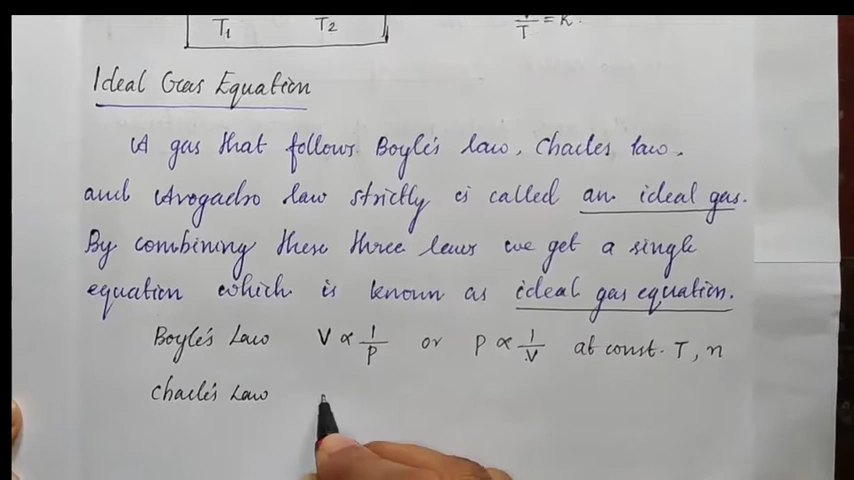 T₁ T₂ V/T = K.
Ideal Gas Equation
A gas that follows Boyle's law, Charles law,
and Avogadro law strictly is called an ideal gas.
By combining these three laws we get a single
equation which is known as ideal gas equation.
Boyle's Law V ∝ 1/P or P ∝ 1/V at const. T, n
Charle's Law